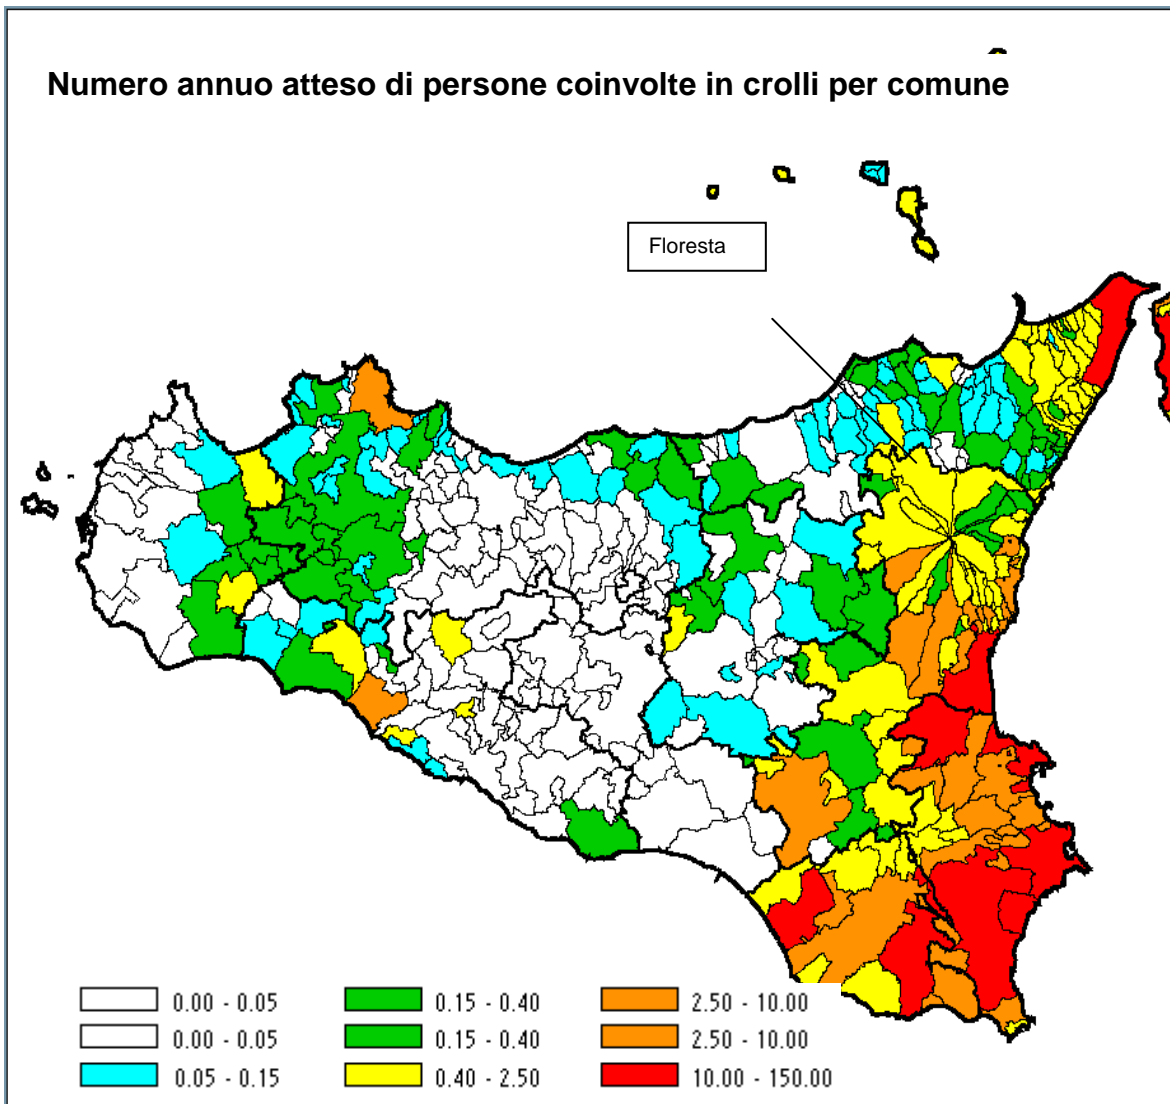 Numero annuo atteso di persone coinvolte in crolli per comune
Floresta
0.00 - 0.05
0.15 - 0.40
2.50 - 10.00
0.00 - 0.05
0.15 - 0.40
2.50 - 10.00
0.05 - 0.15
0.40 - 2.50
10.00 - 150.00